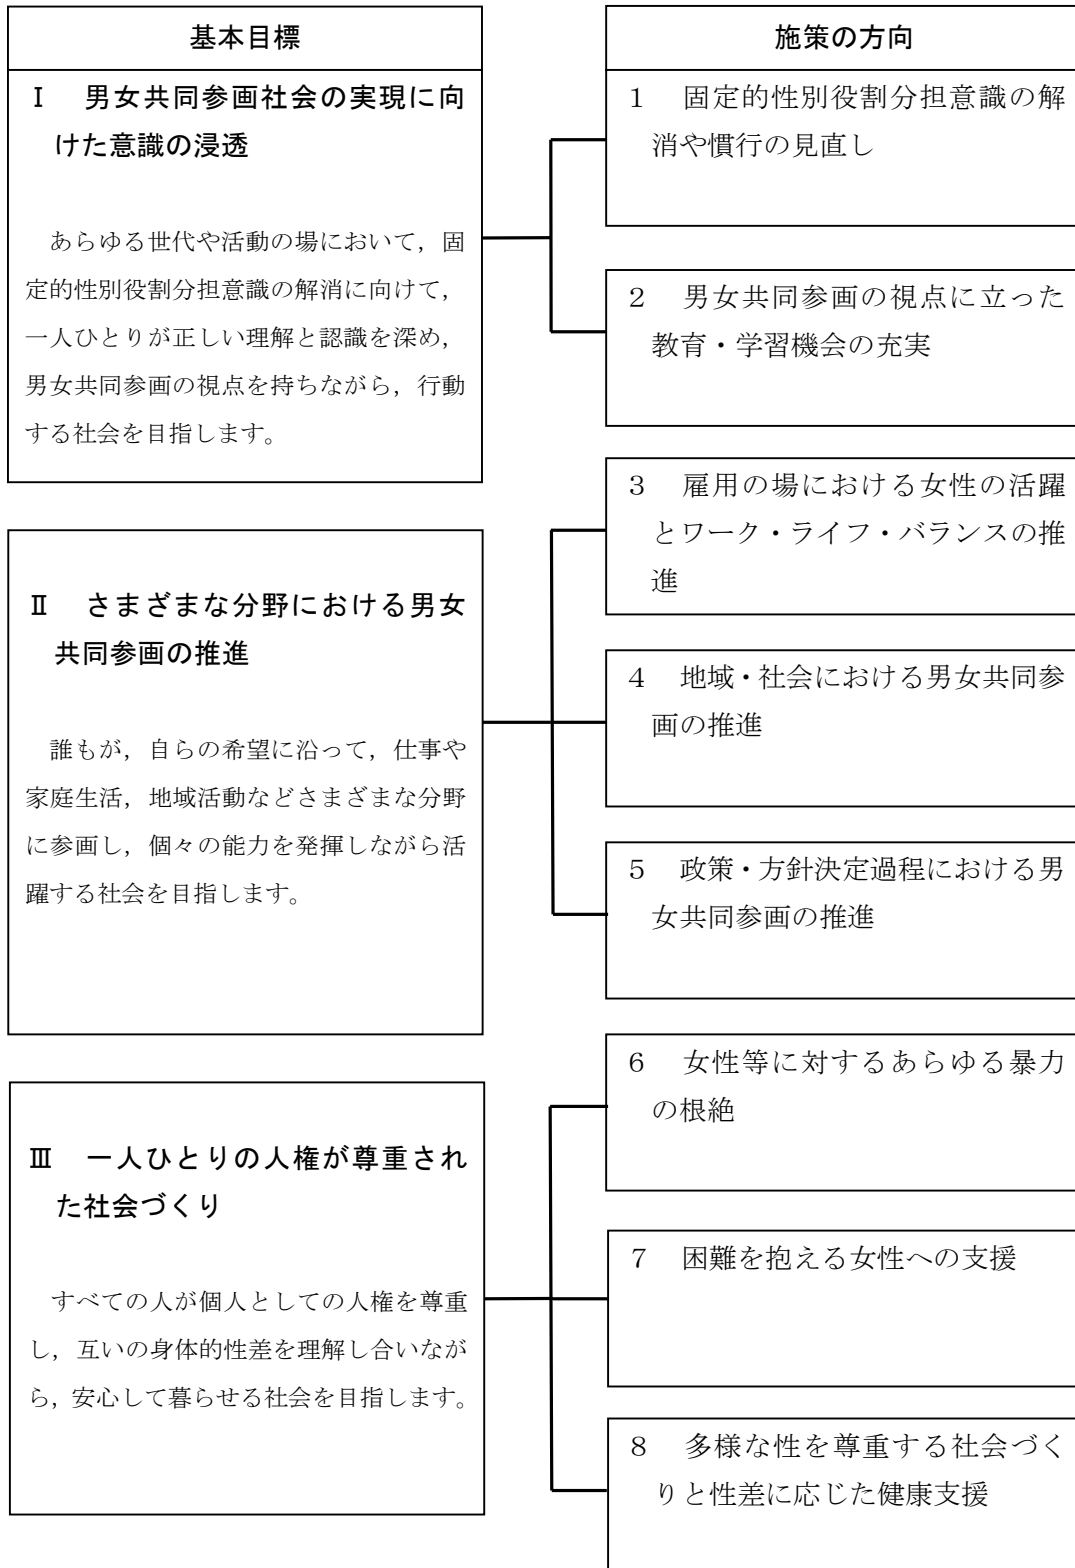 基本目標
Ⅰ　男女共同参画社会の実現に向
けた意識の浸透
あらゆる世代や活動の場において，固
定的性別役割分担意識の解消に向けて，
一人ひとりが正しい理解と認識を深め，
男女共同参画の視点を持ちながら，行動
する社会を目指します。
Ⅱ　さまざまな分野における男女
共同参画の推進
誰もが，自らの希望に沿って，仕事や
家庭生活，地域活動などさまざまな分野
に参画し，個々の能力を発揮しながら活
躍する社会を目指します。
Ⅲ　一人ひとりの人権が尊重され
た社会づくり
すべての人が個人としての人権を尊重
し，互いの身体的性差を理解し合いなが
ら，安心して暮らせる社会を目指します。
施策の方向
１　固定的性別役割分担意識の解
消や慣行の見直し
２　男女共同参画の視点に立った
教育・学習機会の充実
３　雇用の場における女性の活躍
とワーク・ライフ・バランスの推
進
４　地域・社会における男女共同参
画の推進
５　政策・方針決定過程における男
女共同参画の推進
６　女性等に対するあらゆる暴力
の根絶
７　困難を抱える女性への支援
８　多様な性を尊重する社会づく
りと性差に応じた健康支援